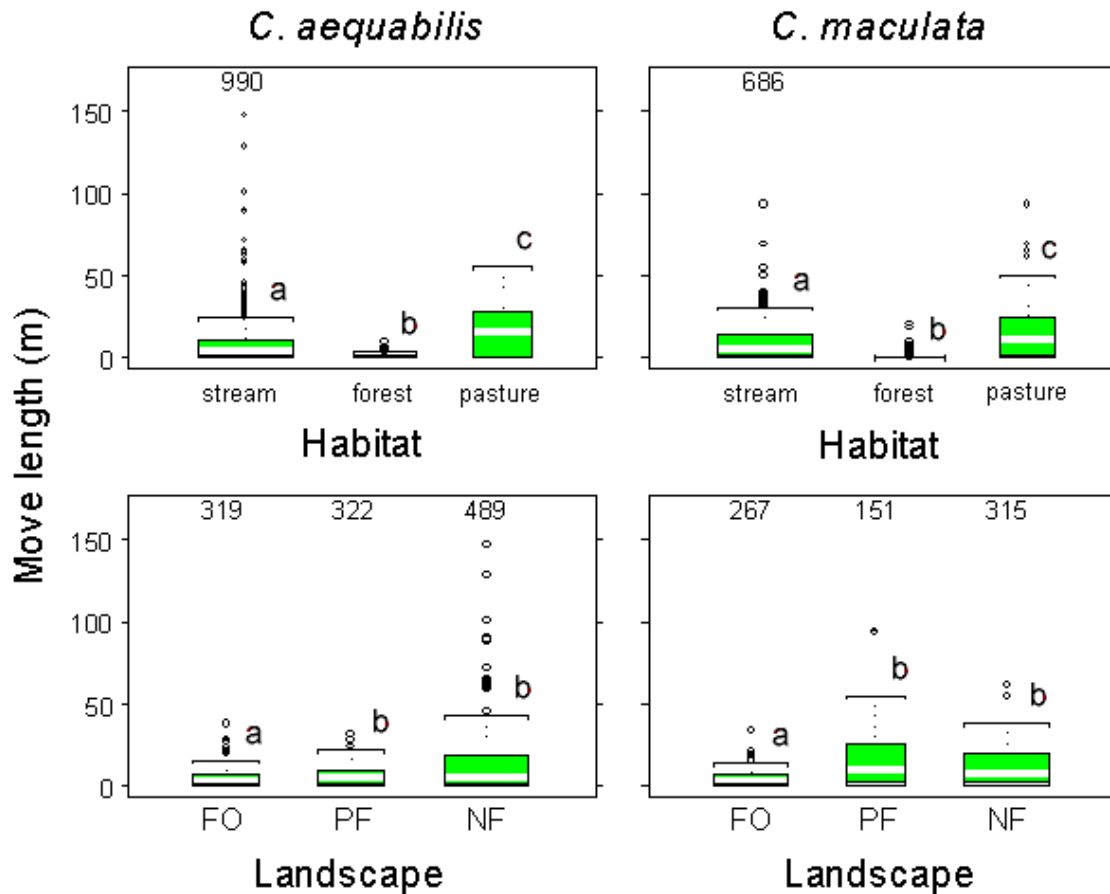 C. aequabilis C. maculata
990 686
150
100
50
0
a b c a b c
stream forest pasture stream forest pasture
Habitat Habitat
Move length (m)
319 322 489 267 151 315
150
100
50
0
a b b a b b
FO PF NF FO PF NF
Landscape Landscape